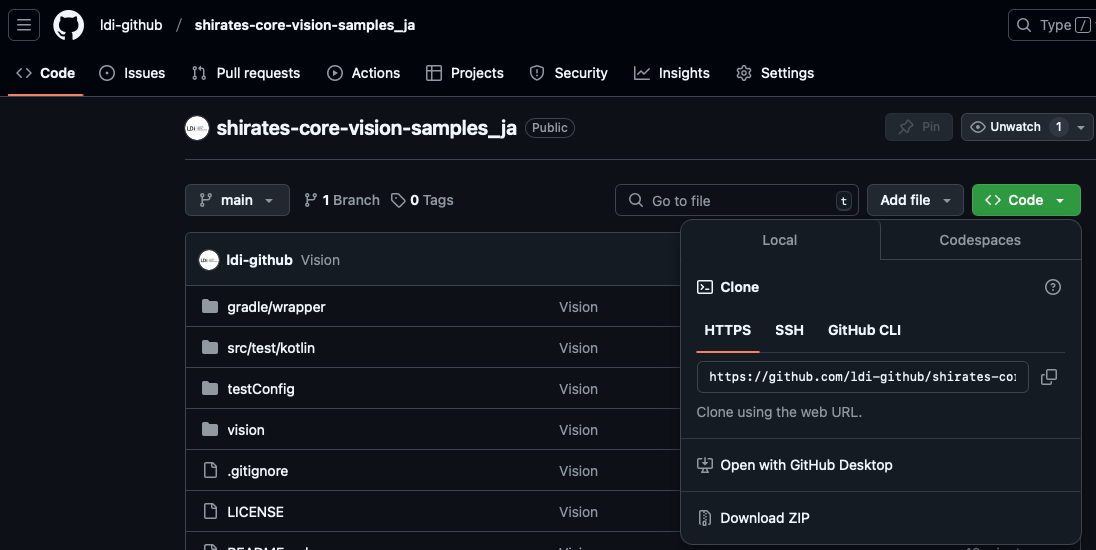 ldi-github / shirates-core-vision-samples_ja
Type /
Code Issues Pull requests Actions Projects Security Insights Settings
shirates-core-vision-samples_ja Public
Pin Unwatch 1
main 1 Branch 0 Tags
Go to file t
Add file
Code
Local Codespaces
ldi-github Vision
Clone
gradle/wrapper Vision
HTTPS SSH GitHub CLI
src/test/kotlin Vision
https://github.com/ldi-github/shirates-co
testConfig Vision
Clone using the web URL.
vision Vision
Open with GitHub Desktop
.gitignore Vision
LICENSE Vision
Download ZIP